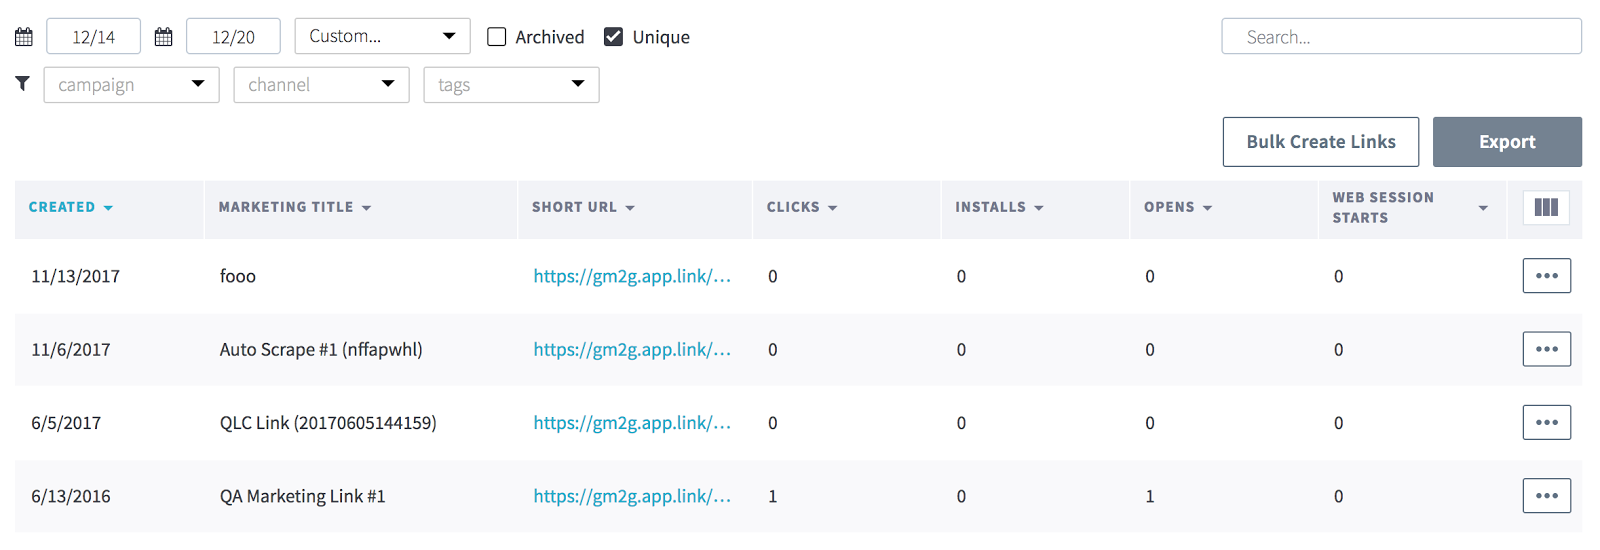 12/14 12/20 Custom... Archived Unique Search...
campaign channel tags
Bulk Create Links Export
CREATED MARKETING TITLE SHORT URL CLICKS INSTALLS OPENS WEB SESSION STARTS
11/13/2017 fooo https://gm2g.app.link/... 0 0 0 0
11/6/2017 Auto Scrape #1 (nffapwhl) https://gm2g.app.link/... 0 0 0 0
6/5/2017 QLC Link (20170605144159) https://gm2g.app.link/... 0 0 0 0
6/13/2016 QA Marketing Link #1 https://gm2g.app.link/... 1 0 1 0